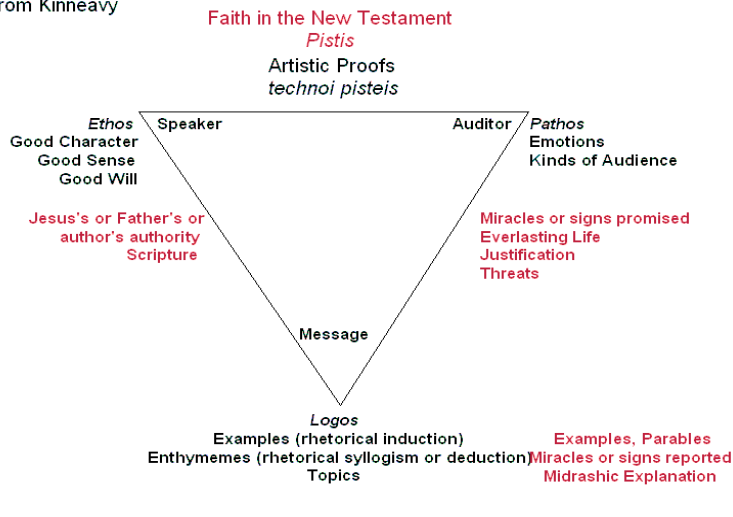 rom Kinneavy
Faith in the New Testament
Pistis
Artistic Proofs
technoi pisteis
Ethos
Speaker
Auditor
Pathos
Good Character
Good Sense
Good Will
Emotions
Kinds of Audience
Jesus's or Father's or
author's authority
Scripture
Miracles or signs promised
Everlasting Life
Justification
Threats
Message
Logos
Examples (rhetorical induction)
Enthymemes (rhetorical syllogism or deduction)
Topics
Examples, Parables
Miracles or signs reported
Midrashic Explanation